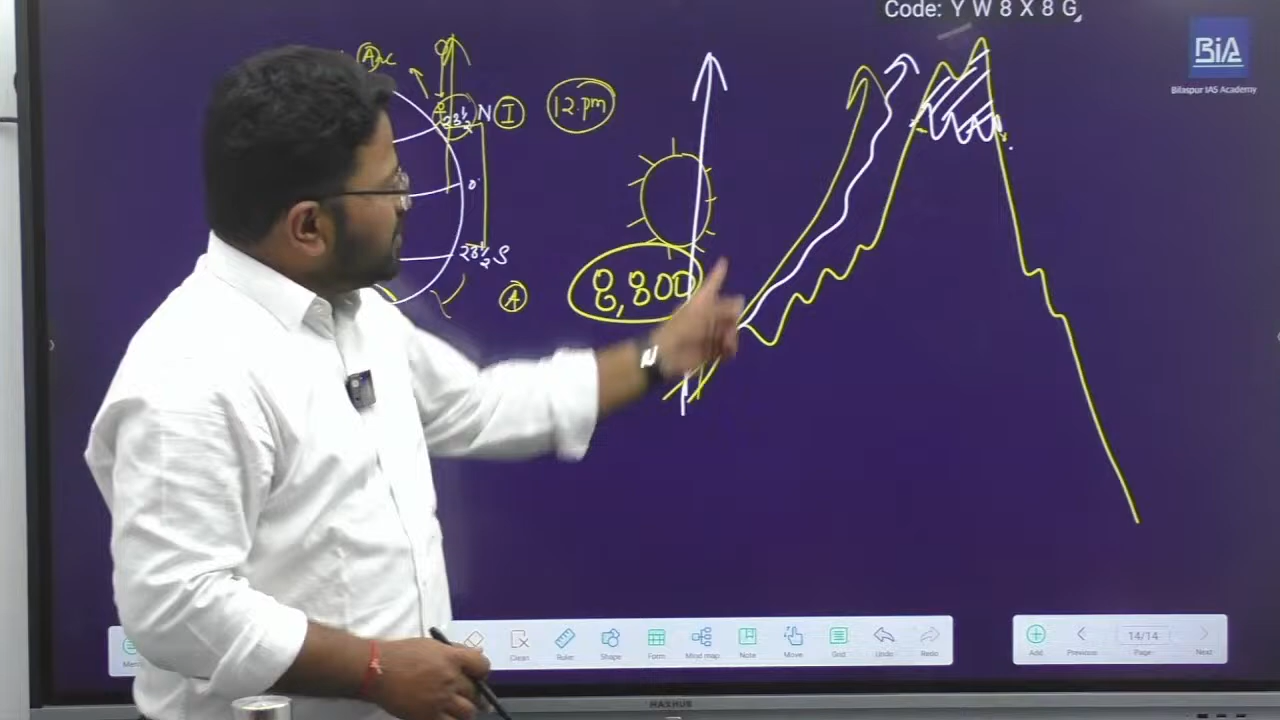 Code: Y W 8 X 8 G
BiA
Bilaspur IAS Academy
23½ N
I
12.pm
0°
23½ S
A
8,800
Clean
Ruler
Shape
Form
Mind map
Note
Move
Grid
Undo
Redo
Add
Previous
14/14
Page
Next